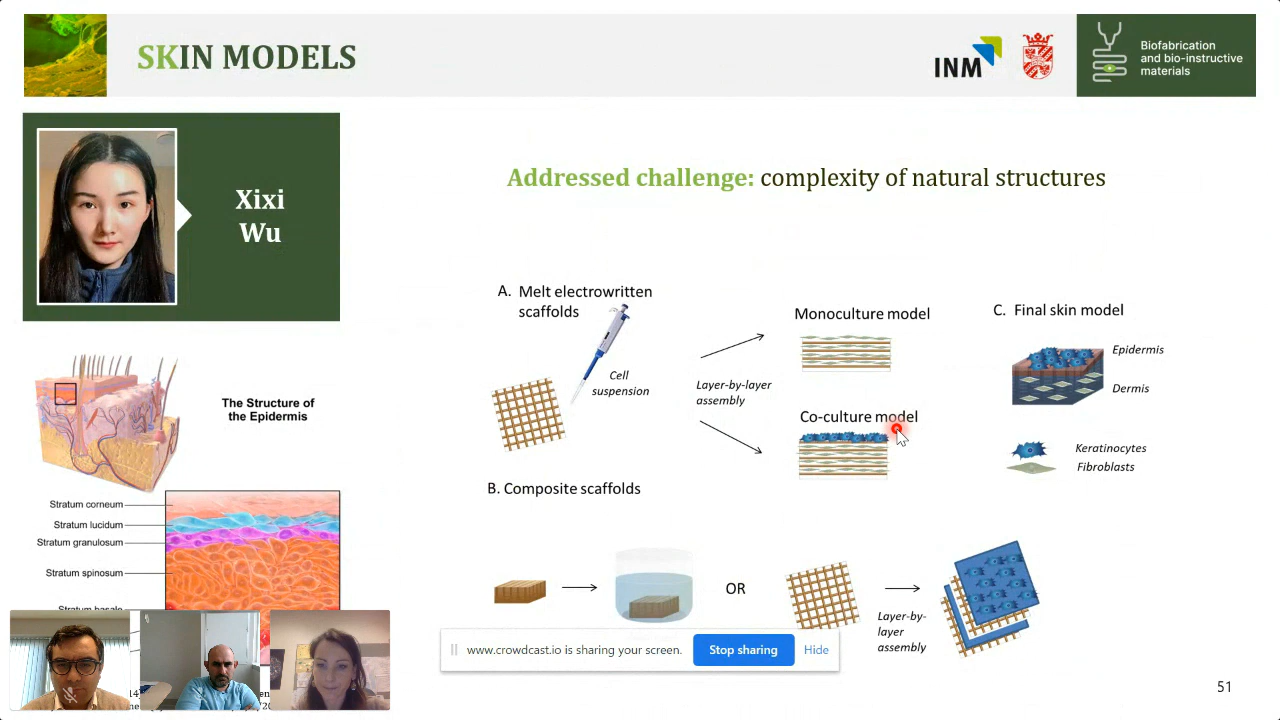 SKIN MODELS
INM
Biofabrication
and bio-instructive
materials
Xixi
Wu
Addressed challenge: complexity of natural structures
A. Melt electrowritten
scaffolds
Cell
suspension
Layer-by-layer
assembly
Monoculture model
Co-culture model
C. Final skin model
Epidermis
Dermis
Keratinocytes
Fibroblasts
The Structure of
the Epidermis
Stratum corneum
Stratum lucidum
Stratum granulosum
Stratum spinosum
Stratum basale
B. Composite scaffolds
OR
Layer-by-
layer
assembly
www.crowdcast.io is sharing your screen.
Stop sharing
Hide
51